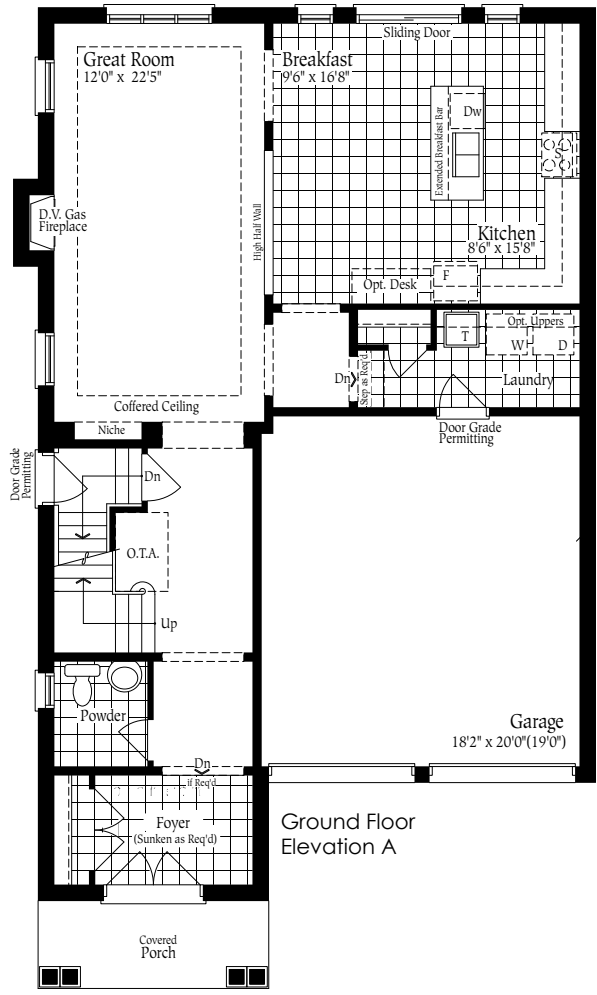 Sliding Door
Great Room
12'0" x 22'5"
Breakfast
9'6" x 16'8"
Extended Breakfast Bar
Dw
S
D.V. Gas
Fireplace
High Half Wall
Kitchen
8'6" x 15'8"
Opt. Desk
F
T
Opt. Uppers
W
D
Laundry
Dn
Step as Req'd
Coffered Ceiling
Niche
Door Grade
Permitting
Door Grade
Permitting
Dn
O.T.A.
Up
Powder
Dn
if Req'd
Garage
18'2" x 20'0"(19'0")
Foyer
(Sunken as Req'd)
Ground Floor
Elevation A
Covered
Porch